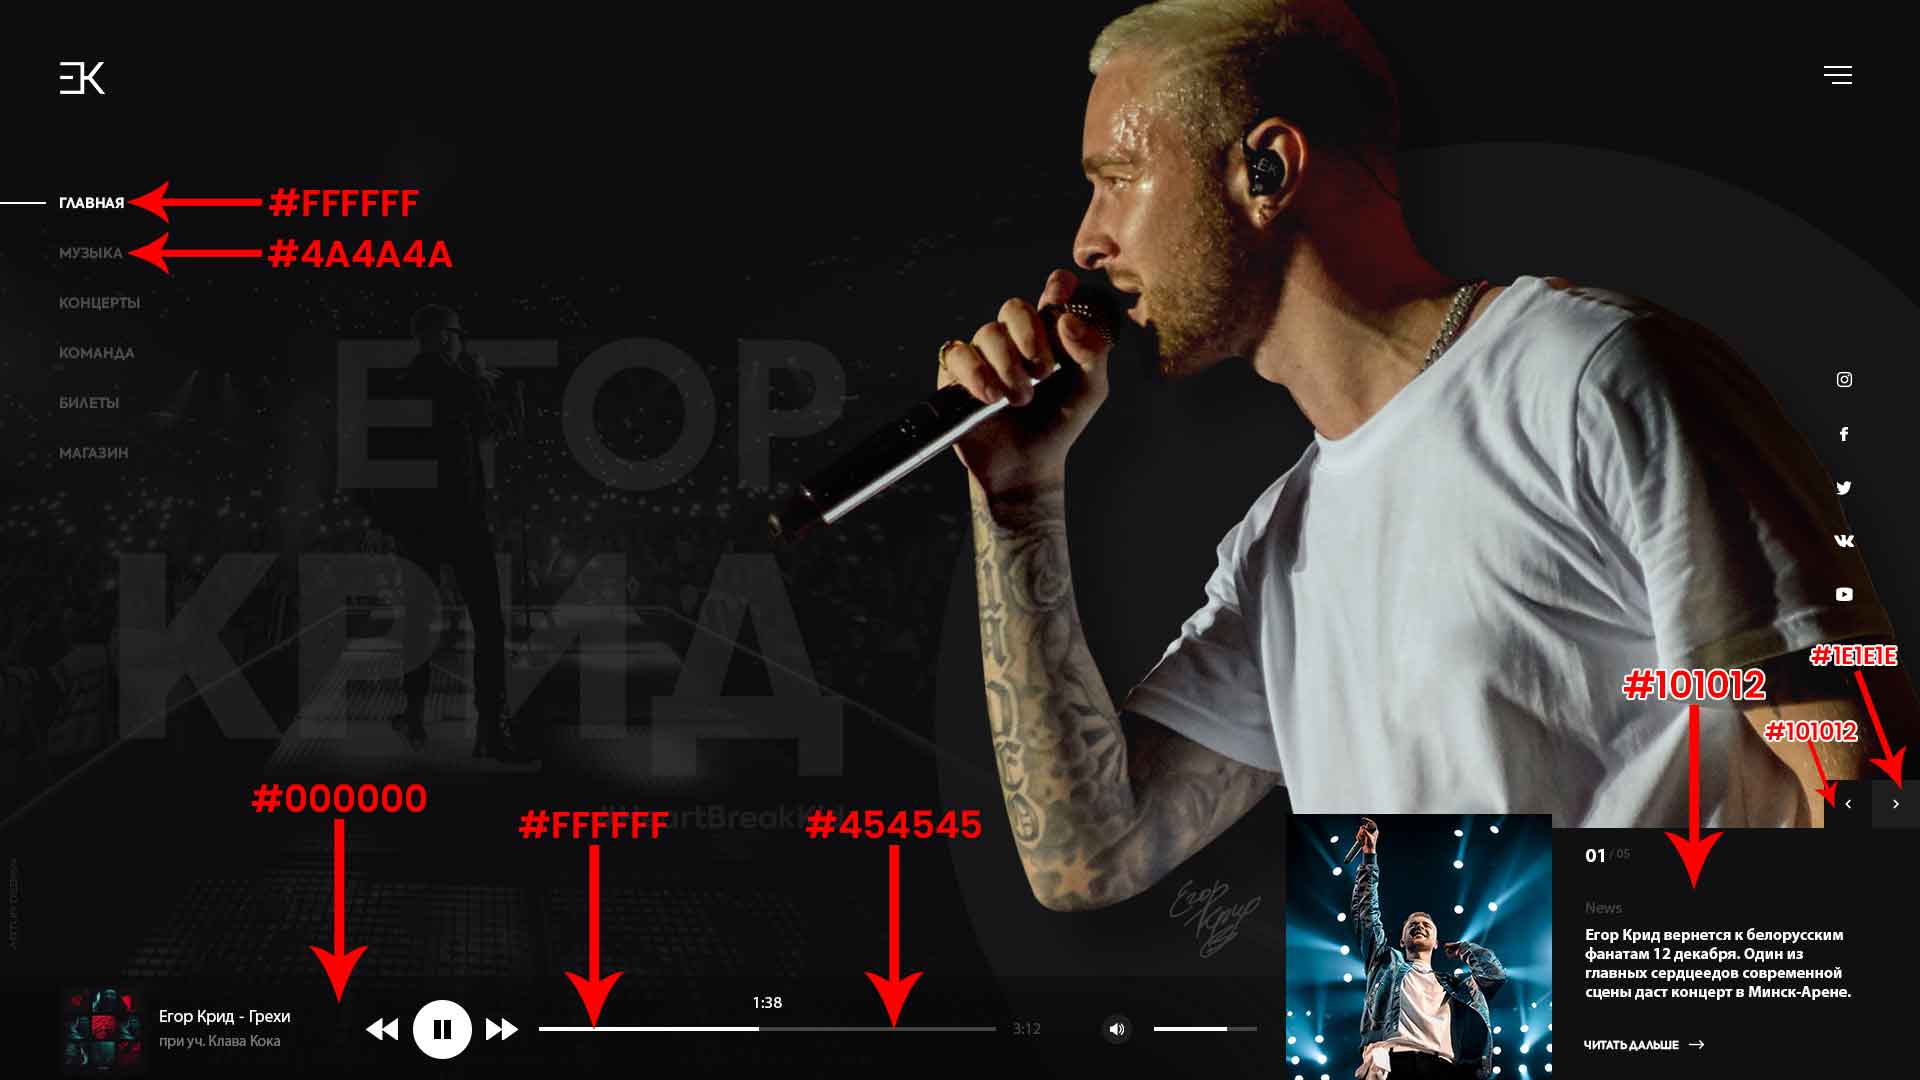 EK
ГЛАВНАЯ
#FFFFFF
МУЗЫКА
#4A4A4A
КОНЦЕРТЫ
КОМАНДА
БИЛЕТЫ
МАГАЗИН
ЕГОР
КРИД
#1E1E1E
#101012
#101012
#000000
#FFFFFF
#454545
01 / 05
News
Егор Крид вернется к белорусским
фанатам 12 декабря. Один из
главных сердцеедов современной
сцены даст концерт в Минск-Арене.
ЧИТАТЬ ДАЛЬШЕ
Егор Крид - Грехи
при уч. Клава Кока
1:38
3:12